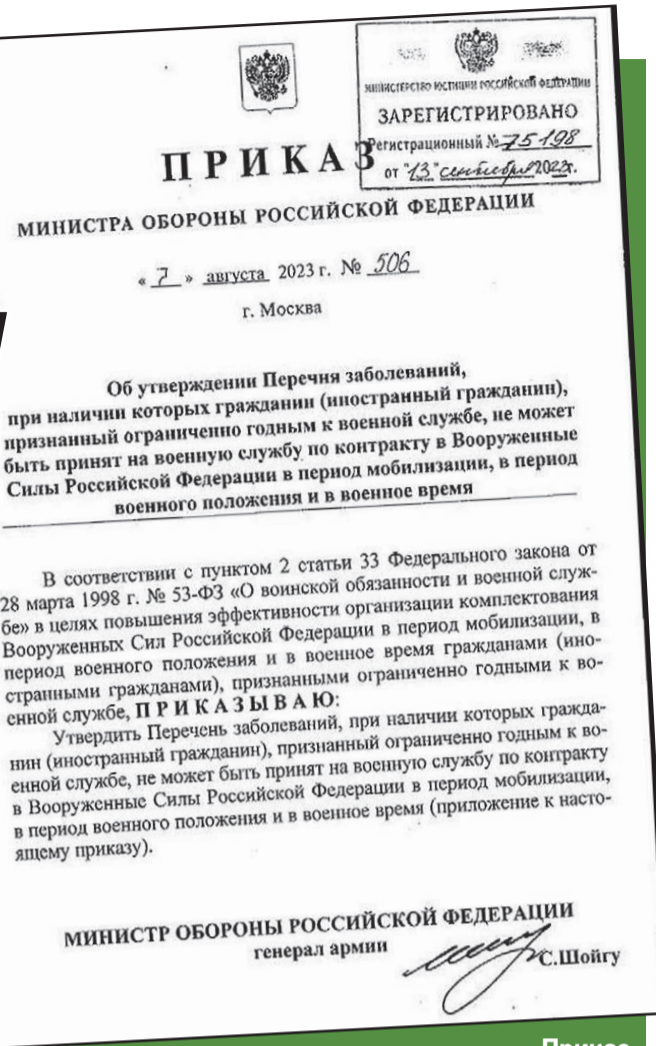 МИНИСТЕРСТВО ЮСТИЦИИ РОССИЙСКОЙ ФЕДЕРАЦИИ
ЗАРЕГИСТРИРОВАНО
Регистрационный № 75198
от "13" сентября 2023г.
ПРИКАЗ
МИНИСТРА ОБОРОНЫ РОССИЙСКОЙ ФЕДЕРАЦИИ
« 7 » августа 2023 г. № 506
г. Москва
Об утверждении Перечня заболеваний,
при наличии которых гражданин (иностранный гражданин),
признанный ограниченно годным к военной службе, не может
быть принят на военную службу по контракту в Вооруженные
Силы Российской Федерации в период мобилизации, в период
военного положения и в военное время
В соответствии с пунктом 2 статьи 33 Федерального закона от
28 марта 1998 г. № 53-ФЗ «О воинской обязанности и военной служ-
бе» в целях повышения эффективности организации комплектования
Вооруженных Сил Российской Федерации в период мобилизации, в
период военного положения и в военное время гражданами (ино-
странными гражданами), признанными ограниченно годными к во-
енной службе, П Р И К А З Ы В А Ю:
Утвердить Перечень заболеваний, при наличии которых гражда-
нин (иностранный гражданин), признанный ограниченно годным к во-
енной службе, не может быть принят на военную службу по контракту
в Вооруженные Силы Российской Федерации в период мобилизации,
в период военного положения и в военное время (приложение к насто-
ящему приказу).
МИНИСТР ОБОРОНЫ РОССИЙСКОЙ ФЕДЕРАЦИИ
генерал армии
С.Шойгу